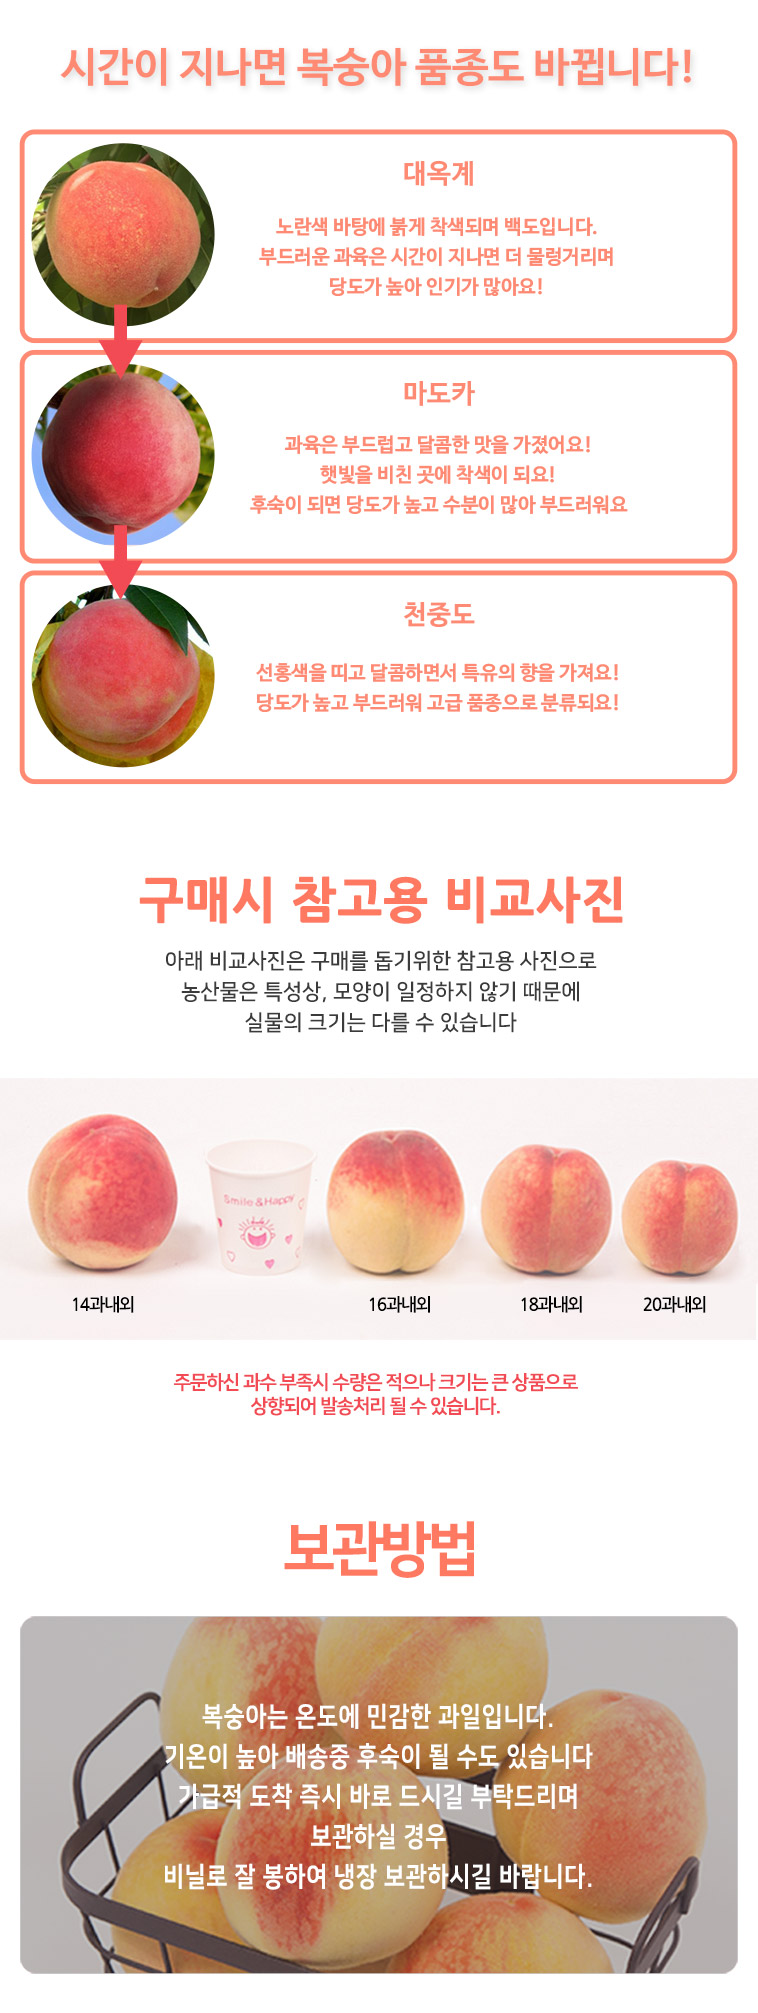 시간이 지나면 복숭아 품종도 바뀝니다!
대옥계
노란색 바탕에 붉게 착색되며 백도입니다.
부드러운 과육은 시간이 지나면 더 물렁거리며
당도가 높아 인기가 많아요!
마도카
과육은 부드럽고 달콤한 맛을 가졌어요!
햇빛을 비친 곳에 착색이 되요!
후숙이 되면 당도가 높고 수분이 많아 부드러워요
천중도
선홍색을 띠고 달콤하면서 특유의 향을 가져요!
당도가 높고 부드러워 고급 품종으로 분류되요!
구매시 참고용 비교사진
아래 비교사진은 구매를 돕기위한 참고용 사진으로
농산물은 특성상, 모양이 일정하지 않기 때문에
실물의 크기는 다를 수 있습니다
Smile & Happy
14과내외
16과내외
18과내외
20과내외
주문하신 과수 부족시 수량은 적으나 크기는 큰 상품으로
상향되어 발송처리 될 수 있습니다.
보관방법
복숭아는 온도에 민감한 과일입니다.
기온이 높아 배송중 후숙이 될 수도 있습니다
가급적 도착 즉시 바로 드시길 부탁드리며
보관하실 경우
비닐로 잘 봉하여 냉장 보관하시길 바랍니다.